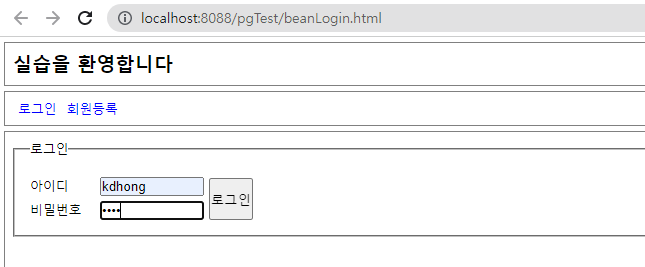 localhost:8088/pgTest/beanLogin.html
실습을 환영합니다
로그인 회원등록
로그인
아이디 kdhong
로그인
비밀번호 ••••